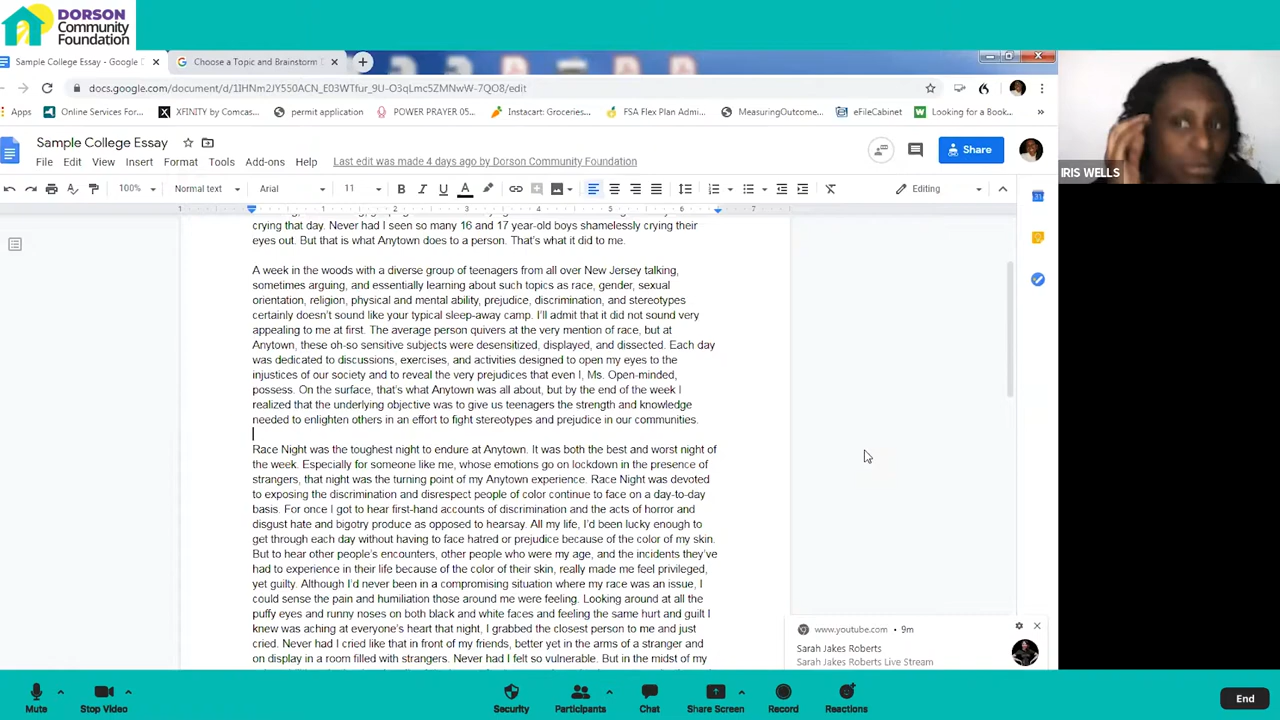 DORSON
Community
Foundation
Sample College Essay - Google D
Choose a Topic and Brainstorm
docs.google.com/document/d/1IHNm2JY550ACN_E03WTfur_9U-O3qLmc5ZMNwW-7QO8/edit
Apps
Online Services For...
XFINITY by Comcas...
permit application
POWER PRAYER 05:...
Instacart: Groceries...
FSA Flex Plan Admi...
MeasuringOutcome...
eFileCabinet
Looking for a Book...
Sample College Essay
File Edit View Insert Format Tools Add-ons Help
Last edit was made 4 days ago by Dorson Community Foundation
Share
100% Normal text Arial 11 B I U A Editing
1 1 2 3 4 5 6 7
crying that day. Never had I seen so many 16 and 17 year-old boys shamelessly crying their
eyes out. But that is what Anytown does to a person. That's what it did to me.
A week in the woods with a diverse group of teenagers from all over New Jersey talking,
sometimes arguing, and essentially learning about such topics as race, gender, sexual
orientation, religion, physical and mental ability, prejudice, discrimination, and stereotypes
certainly doesn't sound like your typical sleep-away camp. I'll admit that it did not sound very
appealing to me at first. The average person quivers at the very mention of race, but at
Anytown, these oh-so sensitive subjects were desensitized, displayed, and dissected. Each day
was dedicated to discussions, exercises, and activities designed to open my eyes to the
injustices of our society and to reveal the very prejudices that even I, Ms. Open-minded,
possess. On the surface, that's what Anytown was all about, but by the end of the week I
realized that the underlying objective was to give us teenagers the strength and knowledge
needed to enlighten others in an effort to fight stereotypes and prejudice in our communities.
Race Night was the toughest night to endure at Anytown. It was both the best and worst night of
the week. Especially for someone like me, whose emotions go on lockdown in the presence of
strangers, that night was the turning point of my Anytown experience. Race Night was devoted
to exposing the discrimination and disrespect people of color continue to face on a day-to-day
basis. For once I got to hear first-hand accounts of discrimination and the acts of horror and
disgust hate and bigotry produce as opposed to hearsay. All my life, I'd been lucky enough to
get through each day without having to face hatred or prejudice because of the color of my skin.
But to hear other people's encounters, other people who were my age, and the incidents they've
had to experience in their life because of the color of their skin, really made me feel privileged,
yet guilty. Although I'd never been in a compromising situation where my race was an issue, I
could sense the pain and humiliation those around me were feeling. Looking around at all the
puffy eyes and runny noses on both black and white faces and feeling the same hurt and guilt I
knew was aching at everyone's heart that night, I grabbed the closest person to me and just
cried. Never had I cried like that in front of my friends, better yet in the arms of a stranger and
on display in a room filled with strangers. Never had I felt so vulnerable. But in the midst of my
IRIS WELLS
www.youtube.com • 9m
Sarah Jakes Roberts
Sarah Jakes Roberts Live Stream
Mute
Stop Video
Security
Participants
Chat
Share Screen
Record
Reactions
End